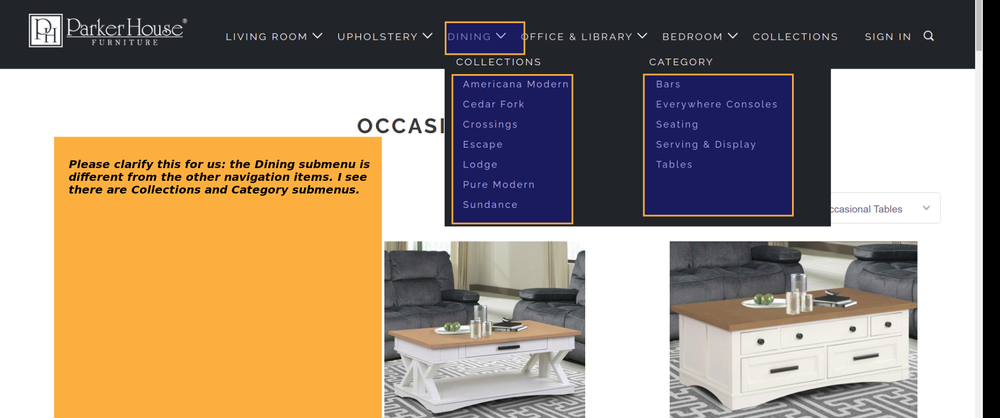 PH Parker House®
FURNITURE
LIVING ROOM UPHOLSTERY DINING OFFICE & LIBRARY BEDROOM COLLECTIONS SIGN IN
COLLECTIONS CATEGORY
Americana Modern Bars
Cedar Fork Everywhere Consoles
Crossings Seating
Escape Serving & Display
Lodge Tables
Pure Modern
Sundance
OCCASI
Please clarify this for us: the Dining submenu is
different from the other navigation items. I see
there are Collections and Category submenus.
ccasional Tables